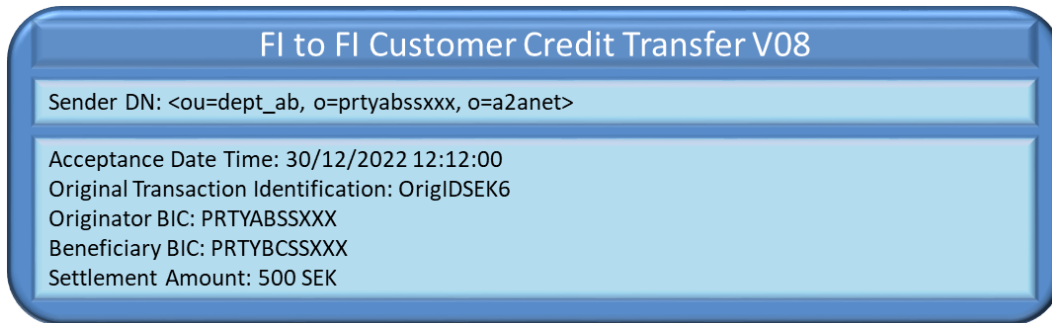 FI to FI Customer Credit Transfer V08
Sender DN: <ou=dept_ab, o=prtyabssxxx, o=a2anet>
Acceptance Date Time: 30/12/2022 12:12:00
Original Transaction Identification: OrigIDSEK6
Originator BIC: PRTYABSSXXX
Beneficiary BIC: PRTYBCSSXXX
Settlement Amount: 500 SEK